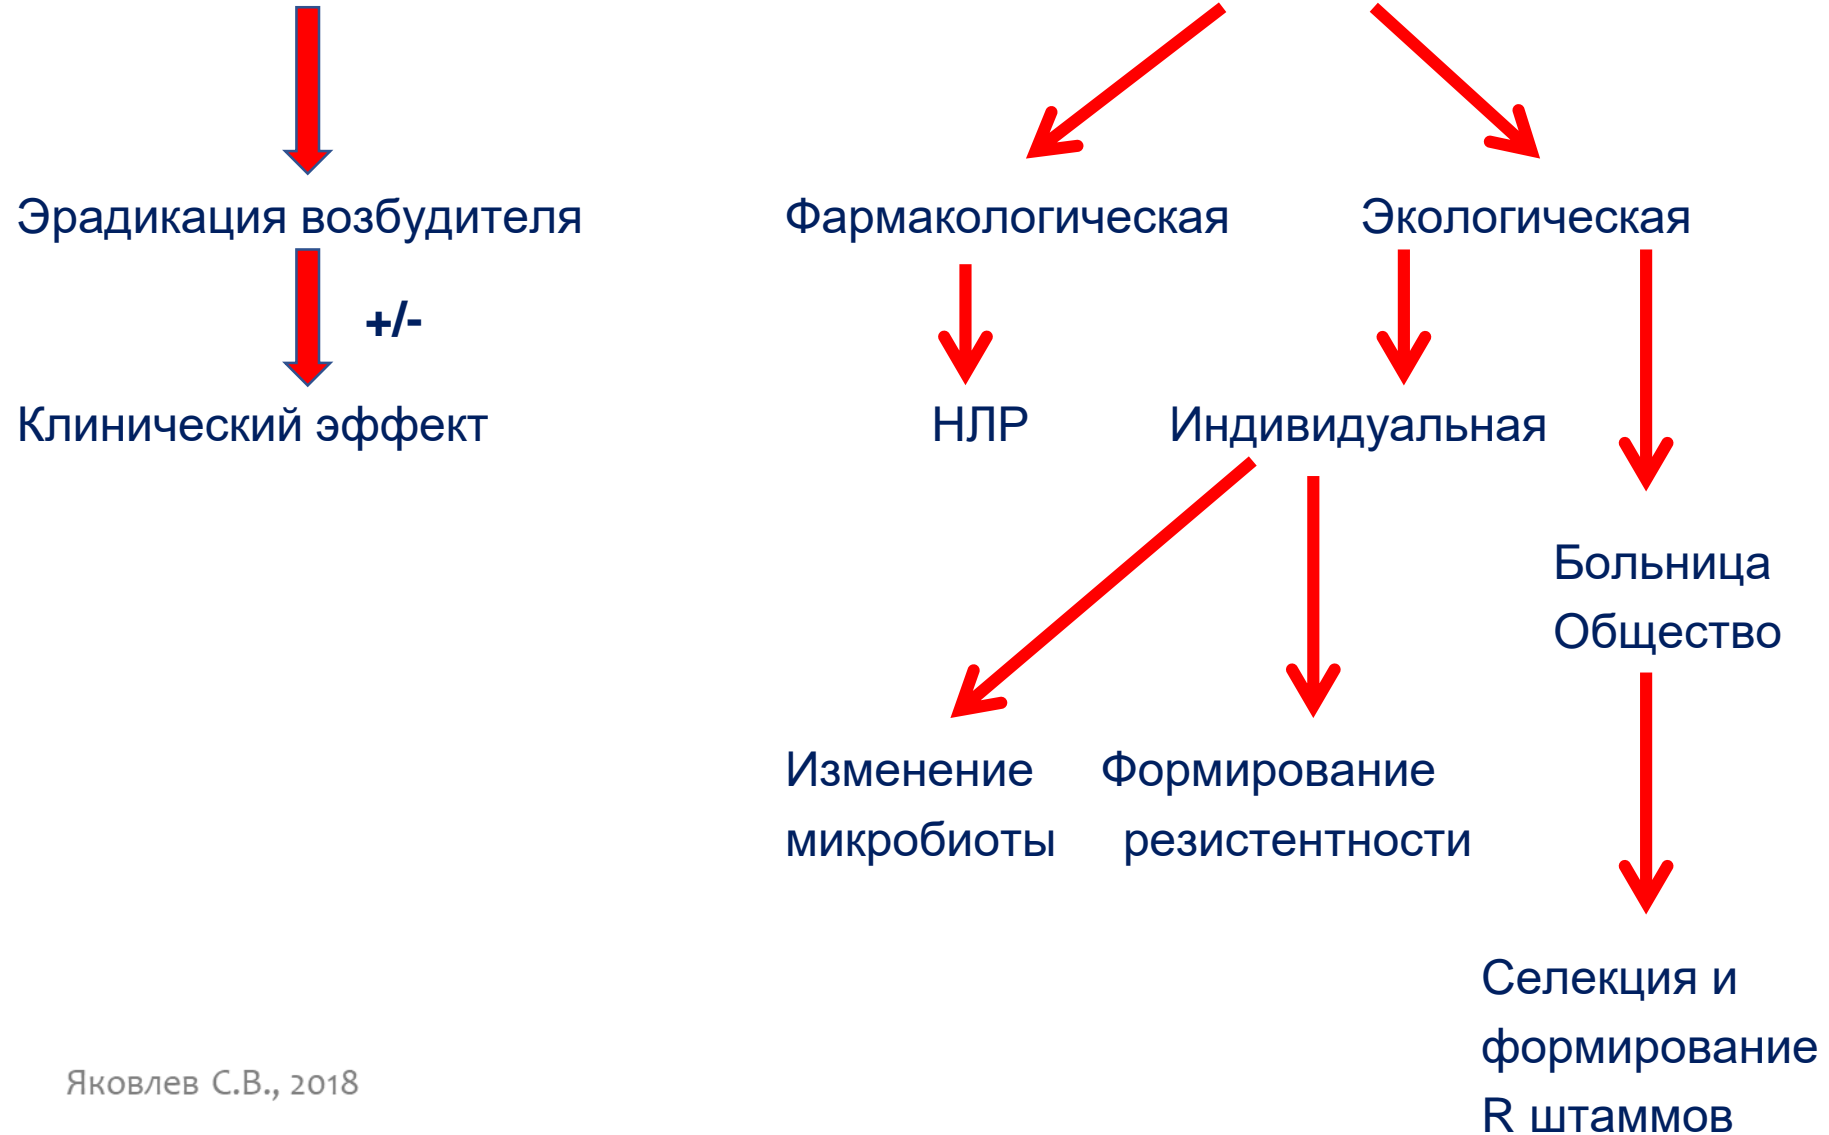 Эрадикация возбудителя
Фармакологическая
Экологическая
+/-
Клинический эффект
НЛР
Индивидуальная
Больница
Общество
Изменение
микробиоты
Формирование
резистентности
Селекция и
формирование
R штаммов
Яковлев С.В., 2018